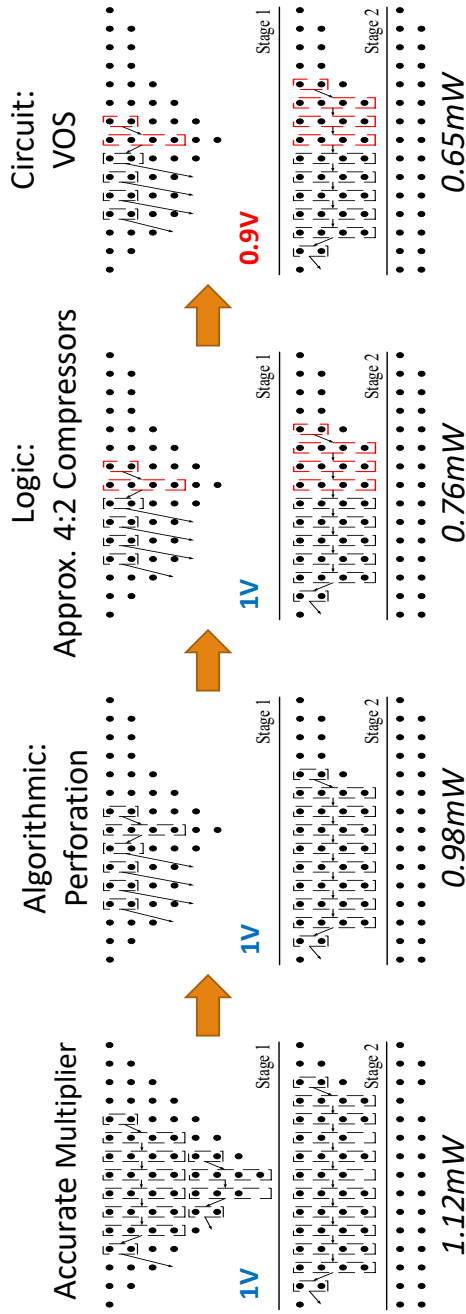 Accurate Multiplier
1V
Stage 1
Stage 2
1.12mW
Algorithmic:
Perforation
1V
Stage 1
Stage 2
0.98mW
Logic:
Approx. 4:2 Compressors
1V
Stage 1
Stage 2
0.76mW
Circuit:
VOS
0.9V
Stage 1
Stage 2
0.65mW